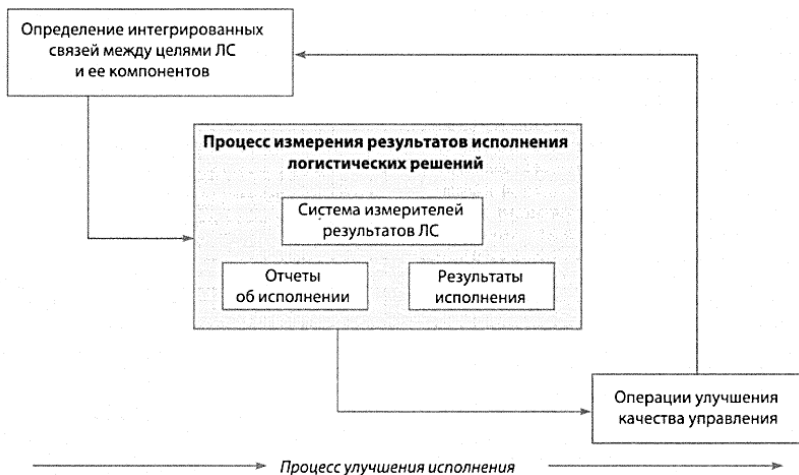 Определение интегрированных
связей между целями ЛС
и ее компонентов
Процесс измерения результатов исполнения
логистических решений
Система измерителей
результатов ЛС
Отчеты
об исполнении
Результаты
исполнения
Операции улучшения
качества управления
Процесс улучшения исполнения